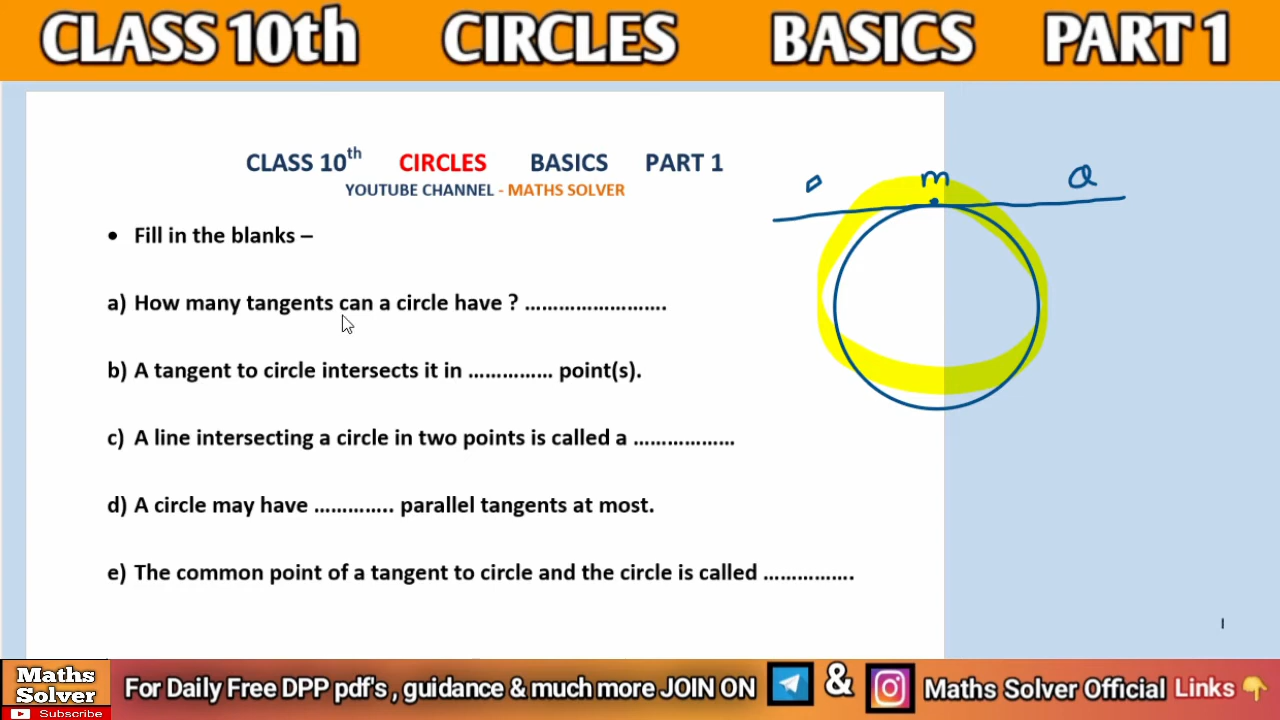 CLASS 10th CIRCLES BASICS PART 1
CLASS 10th CIRCLES BASICS PART 1
YOUTUBE CHANNEL - MATHS SOLVER
• Fill in the blanks –
a) How many tangents can a circle have ? …………………….
b) A tangent to circle intersects it in …………… point(s).
c) A line intersecting a circle in two points is called a ………………
d) A circle may have ………….. parallel tangents at most.
e) The common point of a tangent to circle and the circle is called …………….
m
Q
Maths Solver
Subscribe
For Daily Free DPP pdf's , guidance & much more JOIN ON & Maths Solver Official Links 👇